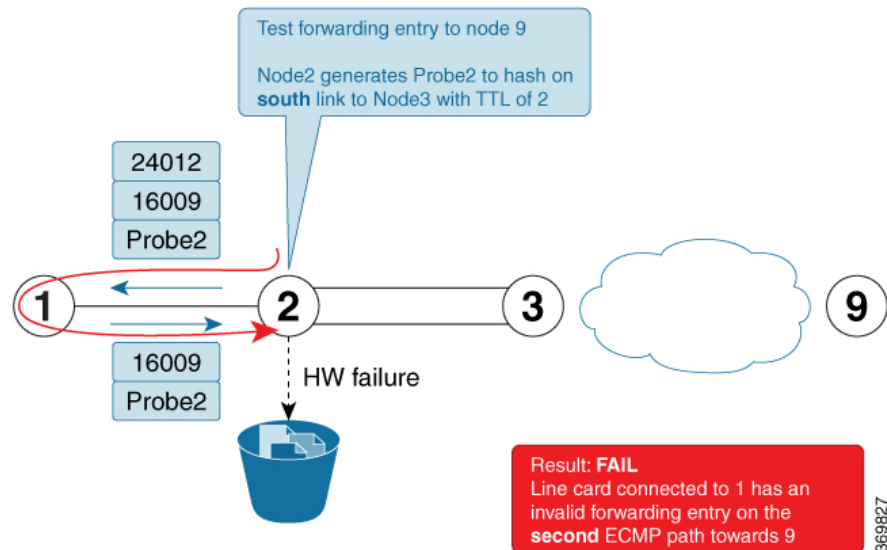 Test forwarding entry to node 9
Node2 generates Probe2 to hash on
south link to Node3 with TTL of 2
24012
16009
Probe2
1
2
3
9
16009
Probe2
HW failure
Result: FAIL
Line card connected to 1 has an
invalid forwarding entry on the
second ECMP path towards 9
369827